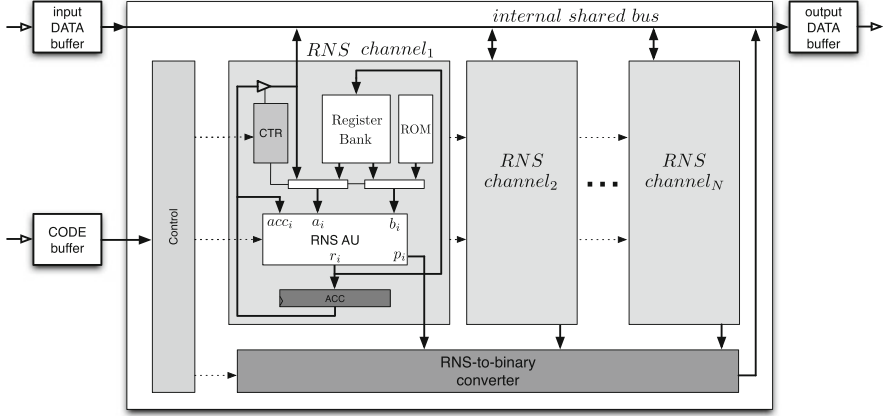 input
DATA
buffer
internal shared bus
output
DATA
buffer
RNS channel₁
CTR
Register
Bank
ROM
RNS
channel₂
...
RNS
channel_N
Control
CODE
buffer
accᵢ
aᵢ
bᵢ
RNS AU
rᵢ
pᵢ
ACC
RNS-to-binary
converter